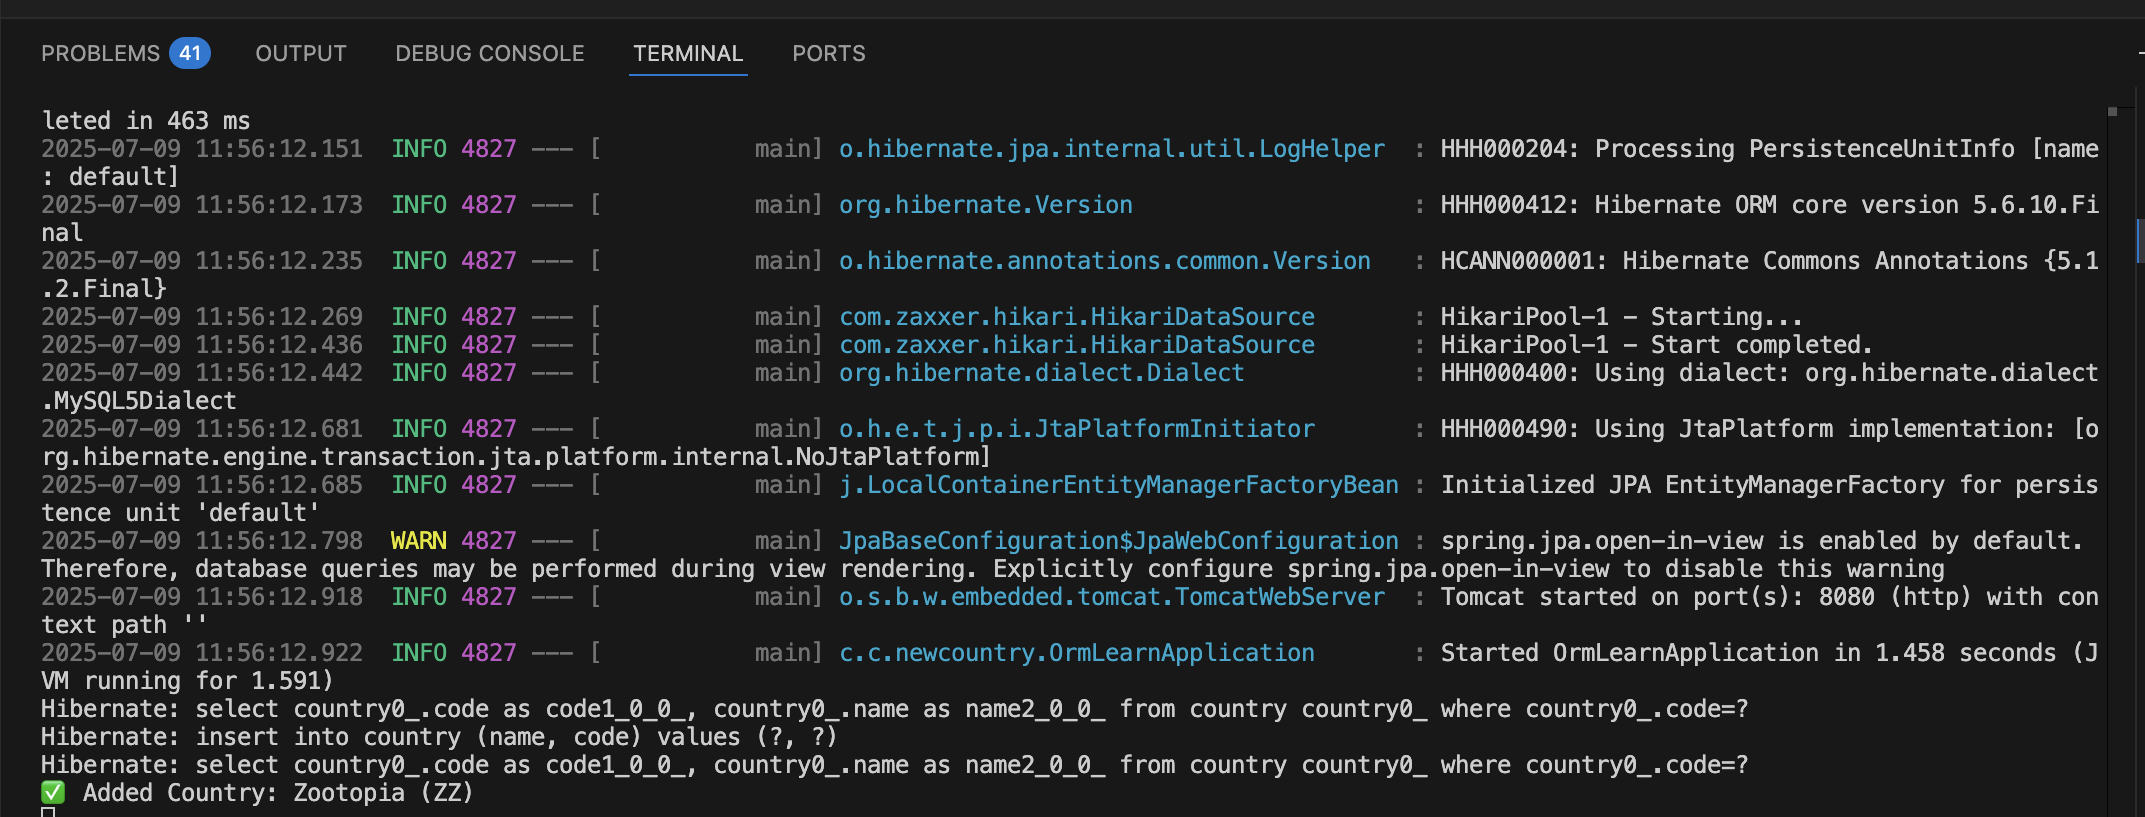 PROBLEMS 41 OUTPUT DEBUG CONSOLE TERMINAL PORTS
leted in 463 ms
2025-07-09 11:56:12.151  INFO 4827 --- [           main] o.hibernate.jpa.internal.util.LogHelper  : HHH000204: Processing PersistenceUnitInfo [name
: default]
2025-07-09 11:56:12.173  INFO 4827 --- [           main] org.hibernate.Version                    : HHH000412: Hibernate ORM core version 5.6.10.Fi
nal
2025-07-09 11:56:12.235  INFO 4827 --- [           main] o.hibernate.annotations.common.Version   : HCANN000001: Hibernate Commons Annotations {5.1
.2.Final}
2025-07-09 11:56:12.269  INFO 4827 --- [           main] com.zaxxer.hikari.HikariDataSource       : HikariPool-1 - Starting...
2025-07-09 11:56:12.436  INFO 4827 --- [           main] com.zaxxer.hikari.HikariDataSource       : HikariPool-1 - Start completed.
2025-07-09 11:56:12.442  INFO 4827 --- [           main] org.hibernate.dialect.Dialect            : HHH000400: Using dialect: org.hibernate.dialect
.MySQL5Dialect
2025-07-09 11:56:12.681  INFO 4827 --- [           main] o.h.e.t.j.p.i.JtaPlatformInitiator       : HHH000490: Using JtaPlatform implementation: [o
rg.hibernate.engine.transaction.jta.platform.internal.NoJtaPlatform]
2025-07-09 11:56:12.685  INFO 4827 --- [           main] j.LocalContainerEntityManagerFactoryBean : Initialized JPA EntityManagerFactory for persis
tence unit 'default'
2025-07-09 11:56:12.798  WARN 4827 --- [           main] JpaBaseConfiguration$JpaWebConfiguration : spring.jpa.open-in-view is enabled by default.
Therefore, database queries may be performed during view rendering. Explicitly configure spring.jpa.open-in-view to disable this warning
2025-07-09 11:56:12.918  INFO 4827 --- [           main] o.s.b.w.embedded.tomcat.TomcatWebServer  : Tomcat started on port(s): 8080 (http) with con
text path ''
2025-07-09 11:56:12.922  INFO 4827 --- [           main] c.c.newcountry.OrmLearnApplication       : Started OrmLearnApplication in 1.458 seconds (J
VM running for 1.591)
Hibernate: select country0_.code as code1_0_0_, country0_.name as name2_0_0_ from country country0_ where country0_.code=?
Hibernate: insert into country (name, code) values (?, ?)
Hibernate: select country0_.code as code1_0_0_, country0_.name as name2_0_0_ from country country0_ where country0_.code=?
✅ Added Country: Zootopia (ZZ)